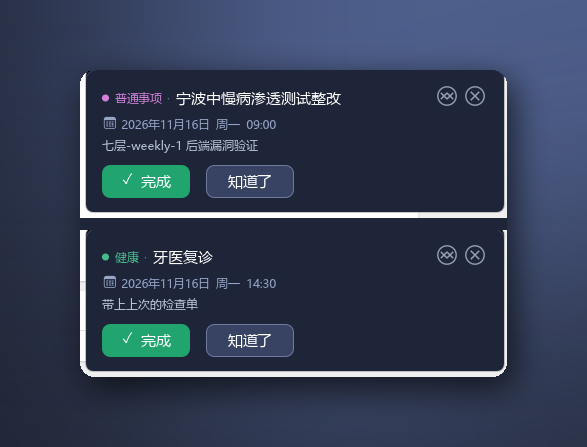 普通事项 · 宁波中慢病渗透测试整改
2026年11月16日 周一 09:00
七层-weekly-1 后端漏洞验证
✓ 完成 知道了
健康 · 牙医复诊
2026年11月16日 周一 14:30
带上上次的检查单
✓ 完成 知道了